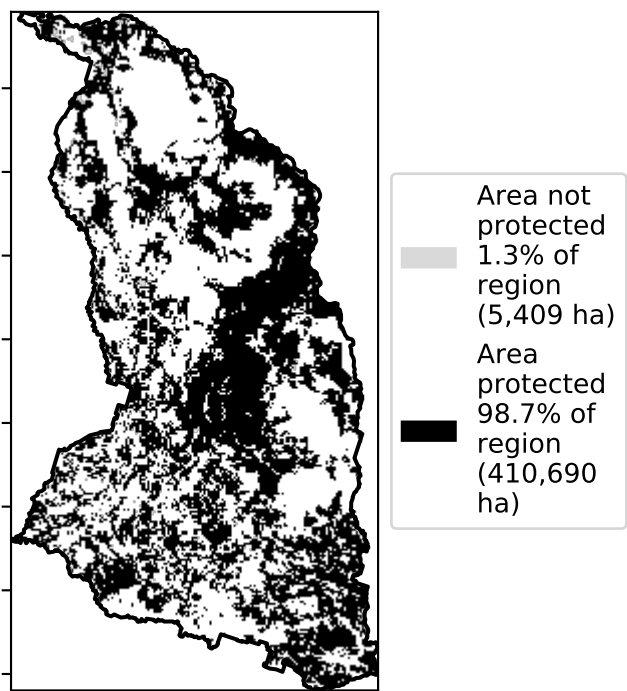 Area not
protected
1.3% of
region
(5,409 ha)
Area
protected
98.7% of
region
(410,690
ha)